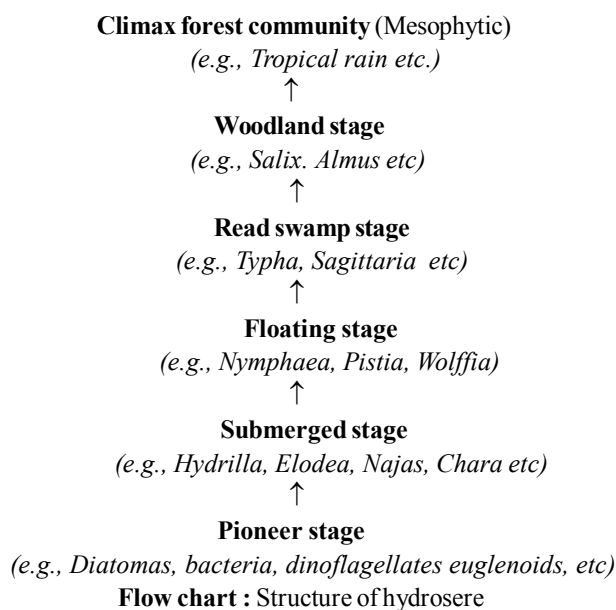 Climax forest community (Mesophytic)
(e.g., Tropical rain etc.)
↑
Woodland stage
(e.g., Salix. Almus etc)
↑
Read swamp stage
(e.g., Typha, Sagittaria etc)
↑
Floating stage
(e.g., Nymphaea, Pistia, Wolffia)
↑
Submerged stage
(e.g., Hydrilla, Elodea, Najas, Chara etc)
↑
Pioneer stage
(e.g., Diatomas, bacteria, dinoflagellates euglenoids, etc)
Flow chart : Structure of hydrosere